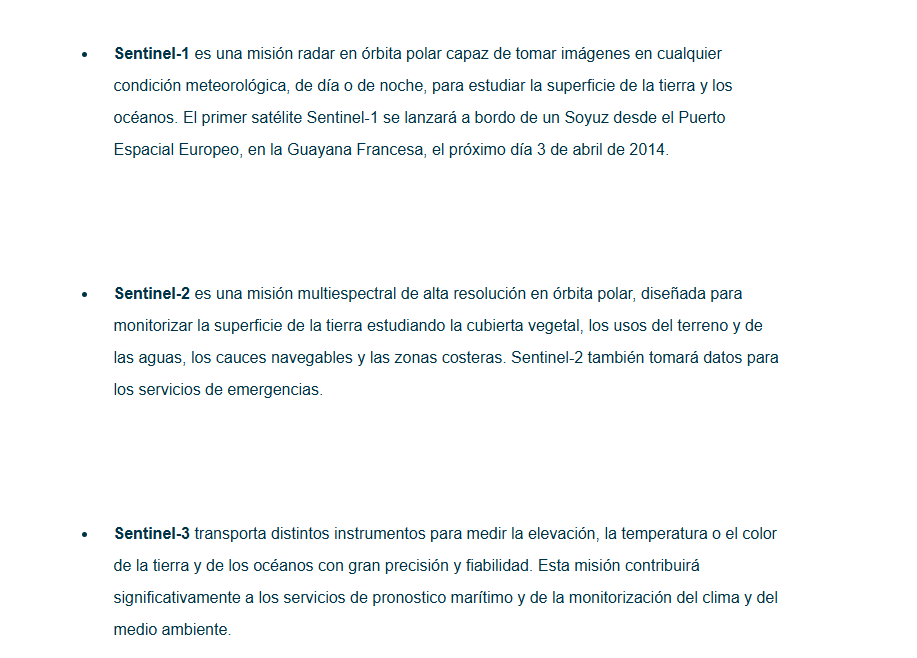 • Sentinel-1 es una misión radar en órbita polar capaz de tomar imágenes en cualquier
condición meteorológica, de día o de noche, para estudiar la superficie de la tierra y los
océanos. El primer satélite Sentinel-1 se lanzará a bordo de un Soyuz desde el Puerto
Espacial Europeo, en la Guayana Francesa, el próximo día 3 de abril de 2014.
• Sentinel-2 es una misión multiespectral de alta resolución en órbita polar, diseñada para
monitorizar la superficie de la tierra estudiando la cubierta vegetal, los usos del terreno y de
las aguas, los cauces navegables y las zonas costeras. Sentinel-2 también tomará datos para
los servicios de emergencias.
• Sentinel-3 transporta distintos instrumentos para medir la elevación, la temperatura o el color
de la tierra y de los océanos con gran precisión y fiabilidad. Esta misión contribuirá
significativamente a los servicios de pronostico marítimo y de la monitorización del clima y del
medio ambiente.